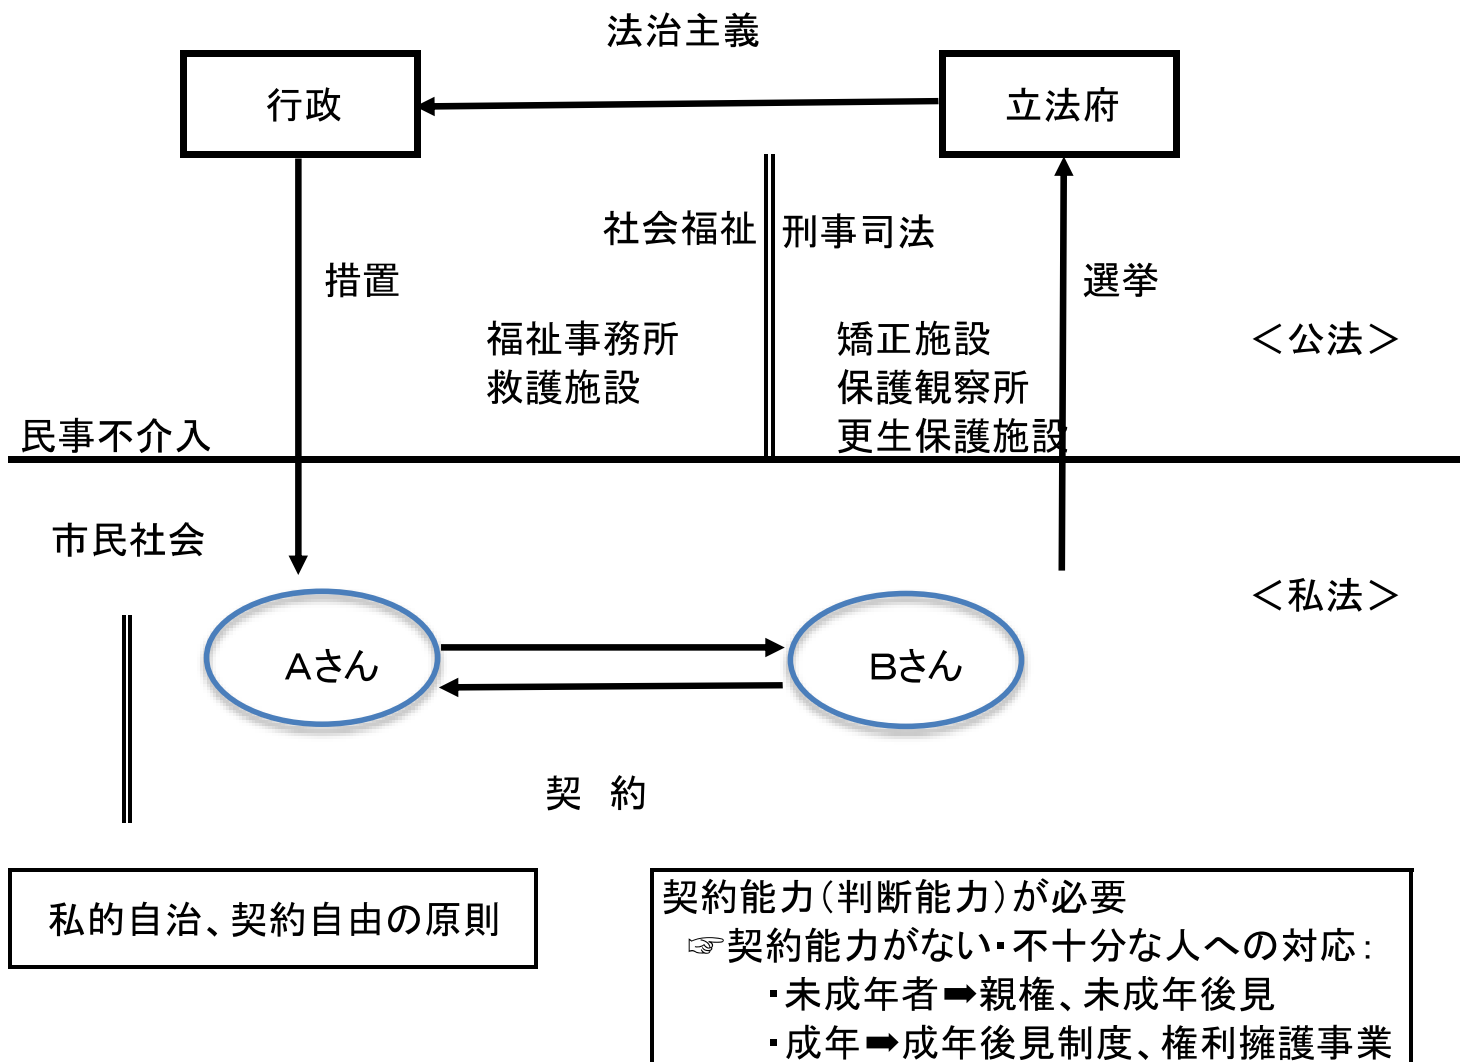 法治主義
行政
立法府
社会福祉
刑事司法
措置
選挙
福祉事務所
救護施設
矯正施設
保護観察所
更生保護施設
＜公法＞
民事不介入
市民社会
＜私法＞
Aさん
Bさん
契　約
私的自治、契約自由の原則
契約能力（判断能力）が必要
☞契約能力がない・不十分な人への対応：
・未成年者➡親権、未成年後見
・成年➡成年後見制度、権利擁護事業